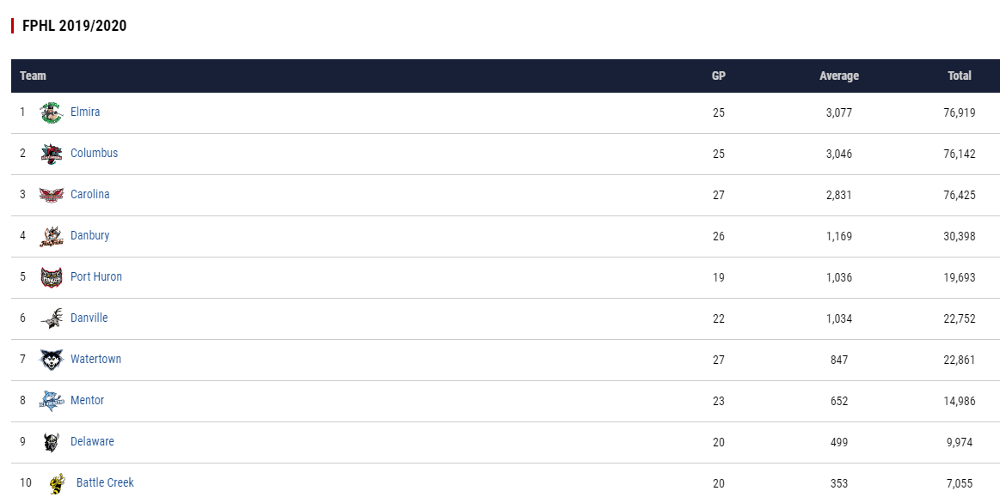 FPHL 2019/2020
Team GP Average Total
1 Elmira 25 3,077 76,919
2 Columbus 25 3,046 76,142
3 Carolina 27 2,831 76,425
4 Danbury 26 1,169 30,398
5 Port Huron 19 1,036 19,693
6 Danville 22 1,034 22,752
7 Watertown 27 847 22,861
8 Mentor 23 652 14,986
9 Delaware 20 499 9,974
10 Battle Creek 20 353 7,055